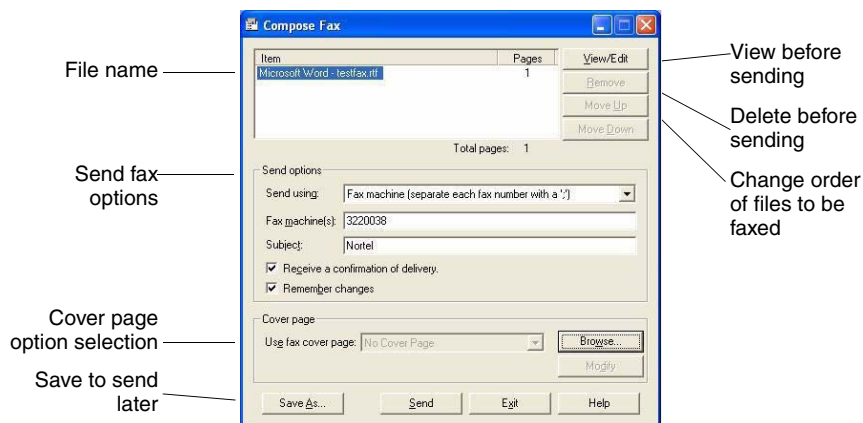 Compose Fax
File name
Item Pages
Microsoft Word - testfax.rtf 1
View/Edit
Remove
Move Up
Move Down
Total pages: 1
View before
sending
Delete before
sending
Change order
of files to be
faxed
Send fax
options
Send options
Send using: Fax machine (separate each fax number with a ';')
Fax machine(s): 3220038
Subject: Nortel
Receive a confirmation of delivery.
Remember changes
Cover page
option selection
Cover page
Use fax cover page: No Cover Page
Browse...
Modify
Save to send
later
Save As... Send Exit Help